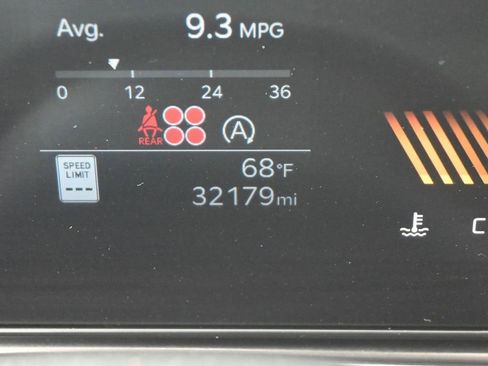 Avg. 9.3 MPG
0 12 24 36
REAR A
SPEED LIMIT ---
68°F
32179mi
C